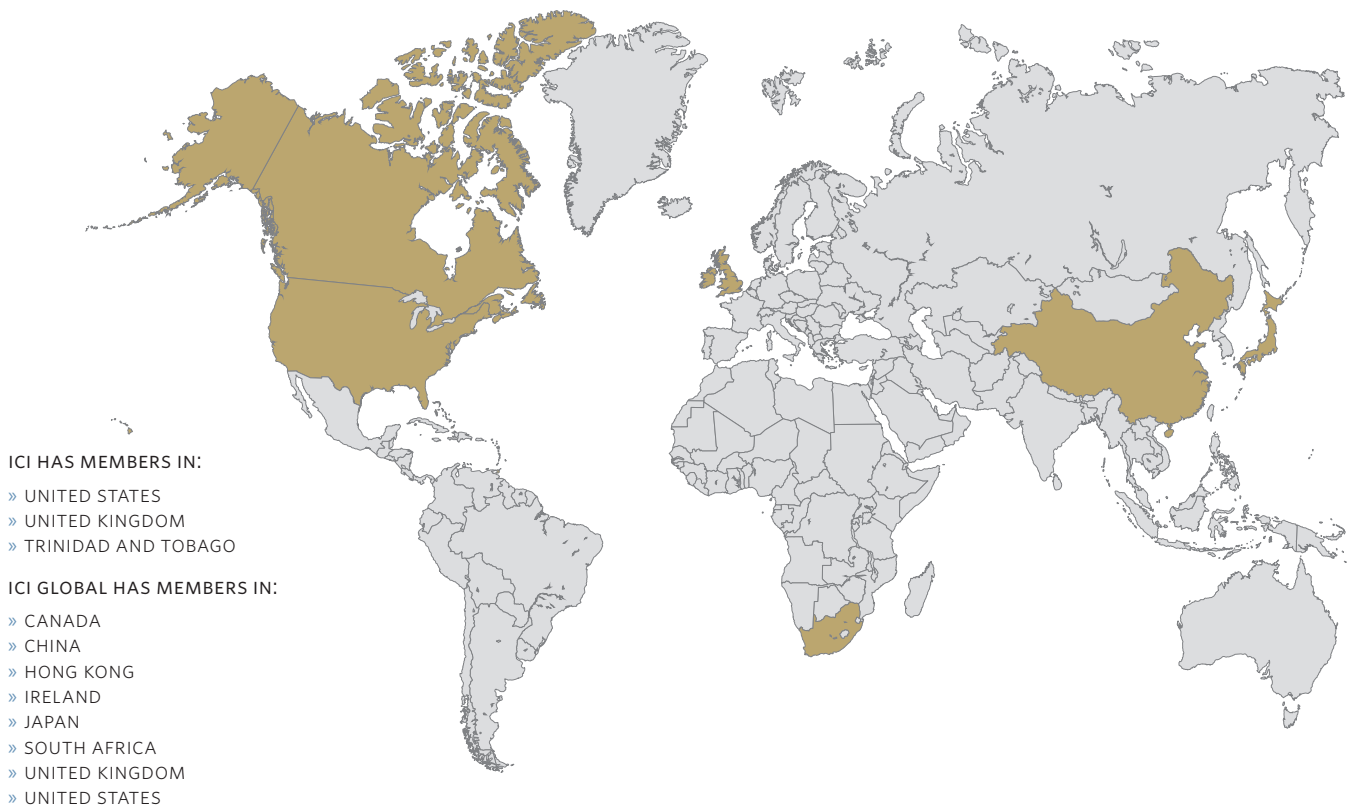 ICI HAS MEMBERS IN:
» UNITED STATES
» UNITED KINGDOM
» TRINIDAD AND TOBAGO
ICI GLOBAL HAS MEMBERS IN:
» CANADA
» CHINA
» HONG KONG
» IRELAND
» JAPAN
» SOUTH AFRICA
» UNITED KINGDOM
» UNITED STATES